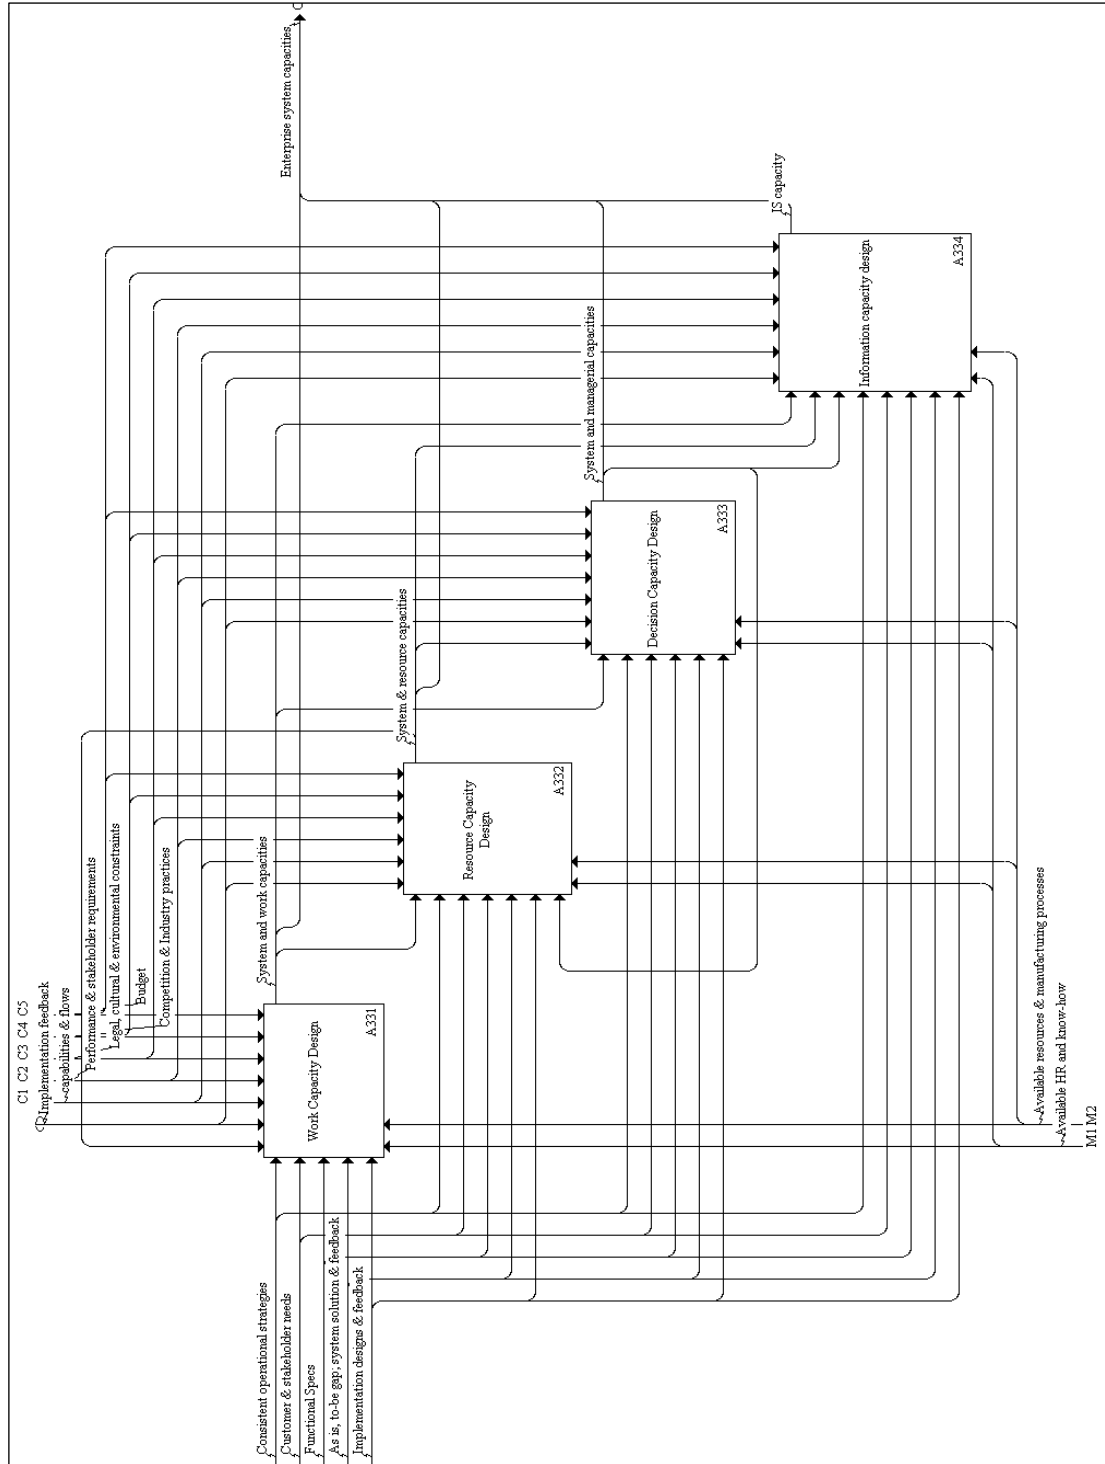 C1 C2 C3 C4 C5
Implementation feedback
capabilities & flows
Performance & stakeholder requirements
Legal, cultural & environmental constraints
Budget
Competition & Industry practices
Consistent operational strategies
Customer & stakeholder needs
Functional Specs
As is, to-be gap; system solution & feedback
Implementation designs & feedback
Work Capacity Design
A331
System and work capacities
Resource Capacity
Design
A332
System & resource capacities
Decision Capacity Design
A333
System and managerial capacities
Information capacity design
A334
IS capacity
Enterprise system capacities
Available resources & manufacturing processes
Available HR and know-how
M1 M2